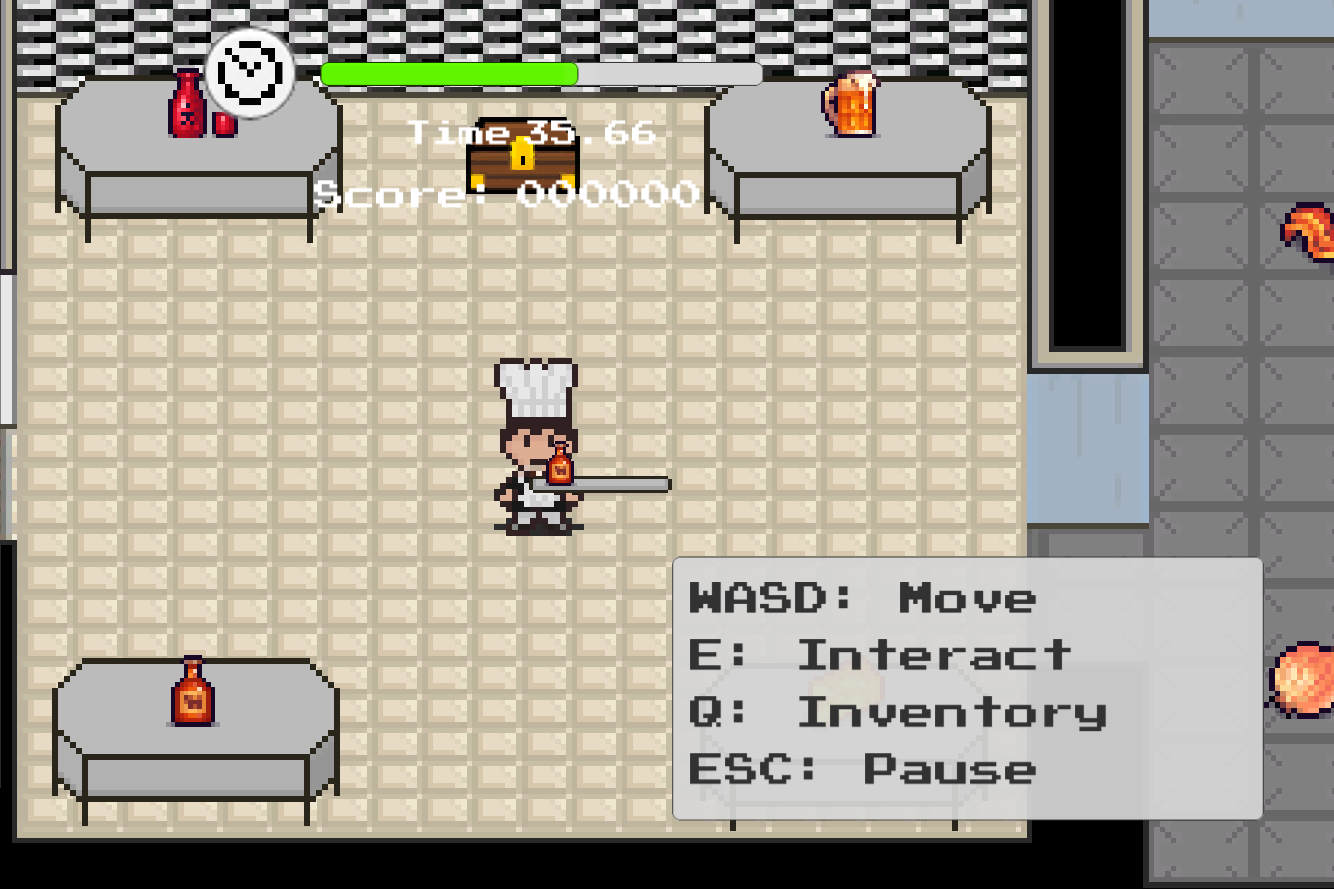 Time 35.66
Score: 000000
WASD: Move
E: Interact
Q: Inventory
ESC: Pause